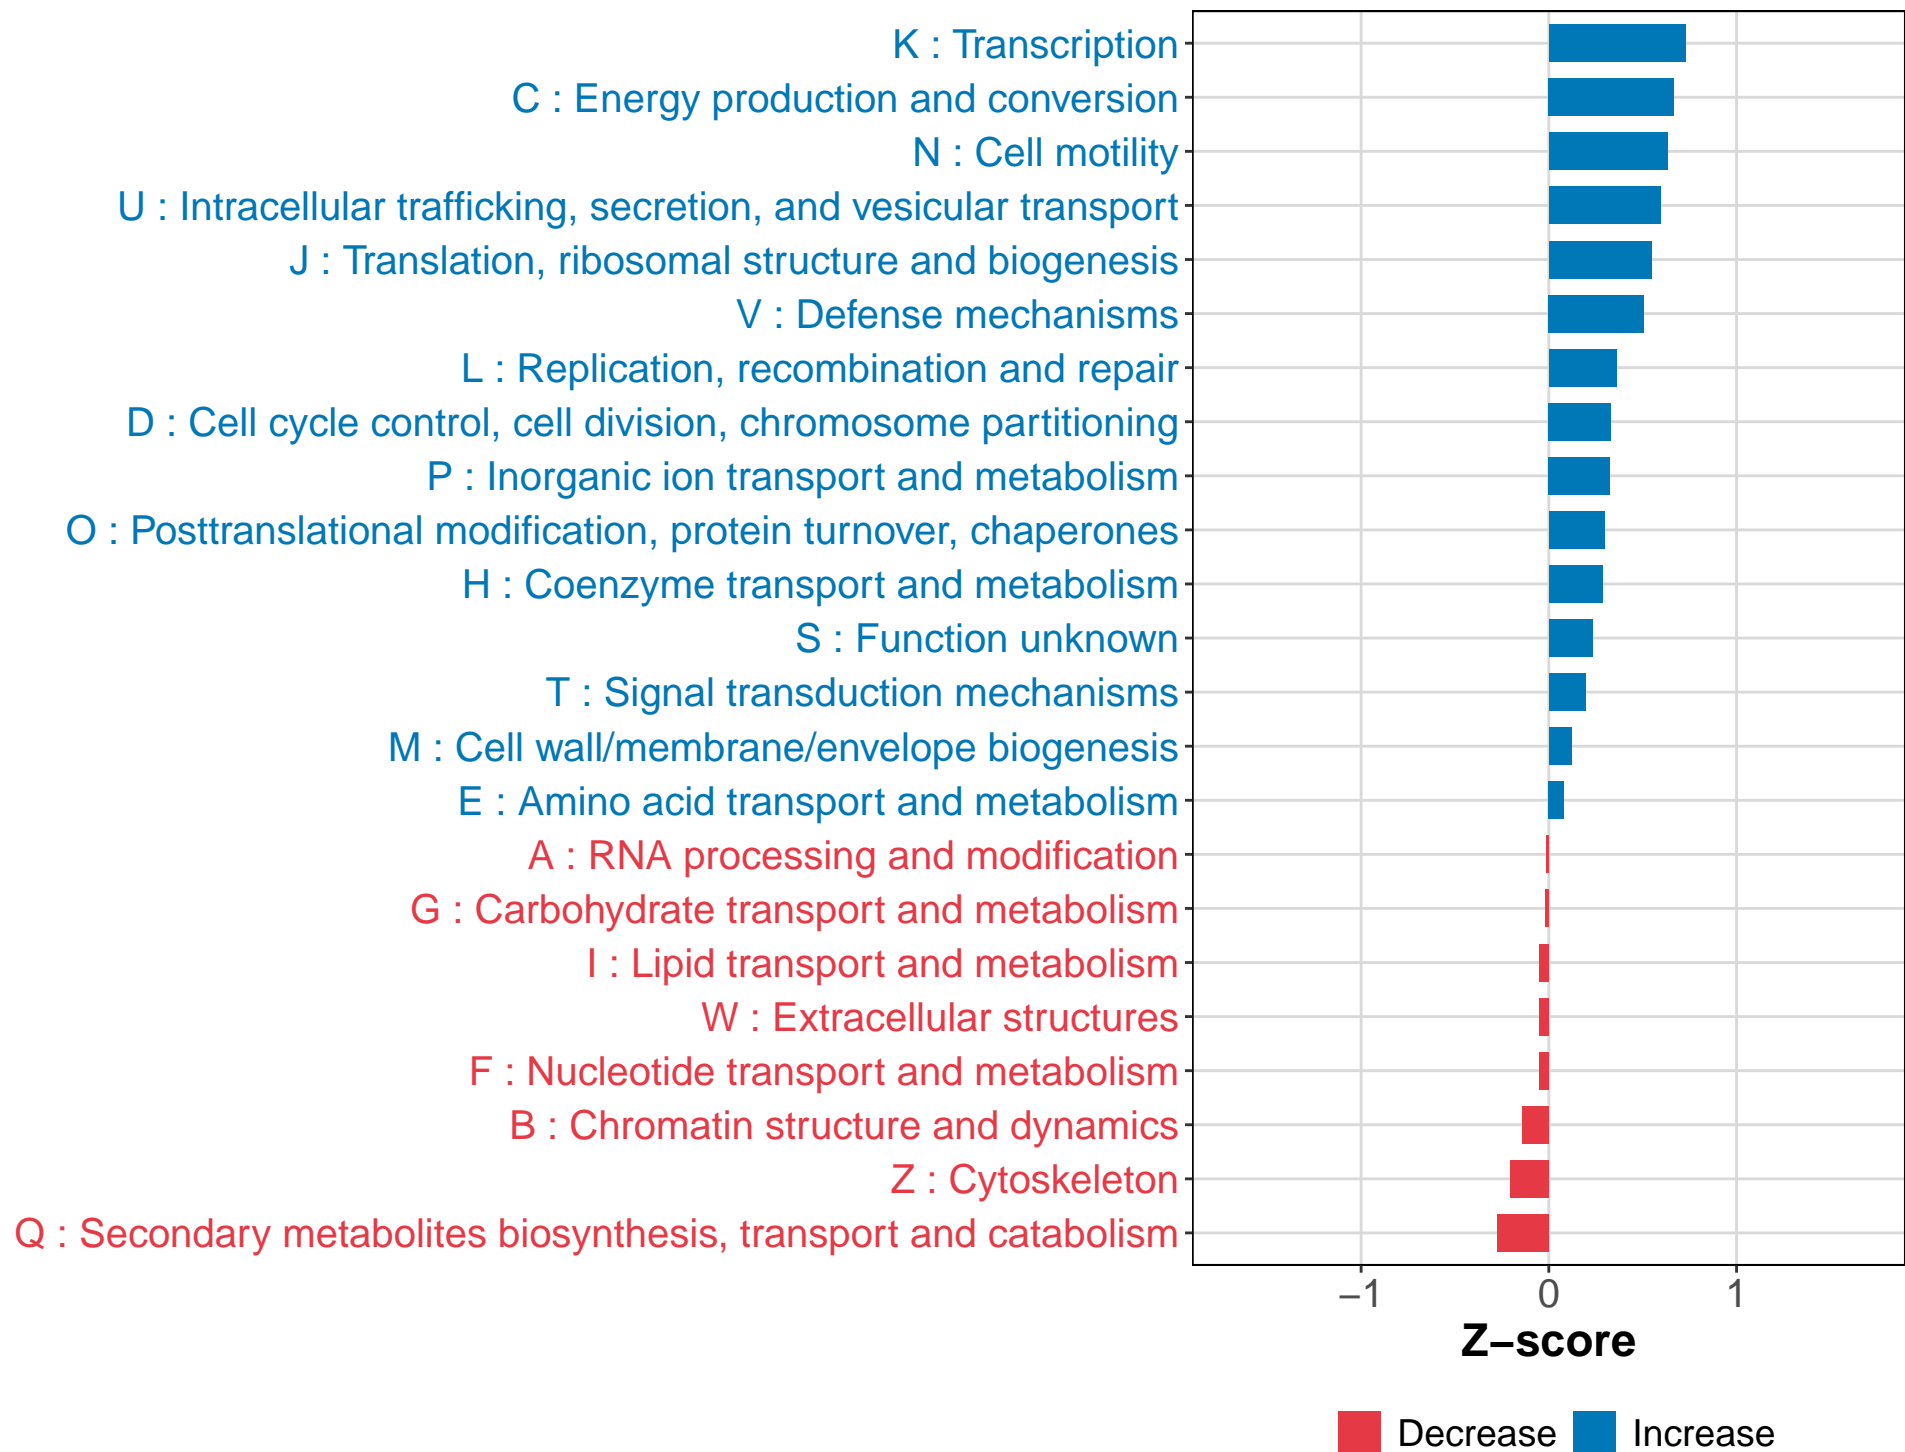 K : Transcription
C : Energy production and conversion
N : Cell motility
U : Intracellular trafficking, secretion, and vesicular transport
J : Translation, ribosomal structure and biogenesis
V : Defense mechanisms
L : Replication, recombination and repair
D : Cell cycle control, cell division, chromosome partitioning
P : Inorganic ion transport and metabolism
O : Posttranslational modification, protein turnover, chaperones
H : Coenzyme transport and metabolism
S : Function unknown
T : Signal transduction mechanisms
M : Cell wall/membrane/envelope biogenesis
E : Amino acid transport and metabolism
A : RNA processing and modification
G : Carbohydrate transport and metabolism
I : Lipid transport and metabolism
W : Extracellular structures
F : Nucleotide transport and metabolism
B : Chromatin structure and dynamics
Z : Cytoskeleton
Q : Secondary metabolites biosynthesis, transport and catabolism
−1 0 1
Z−score
Decrease Increase